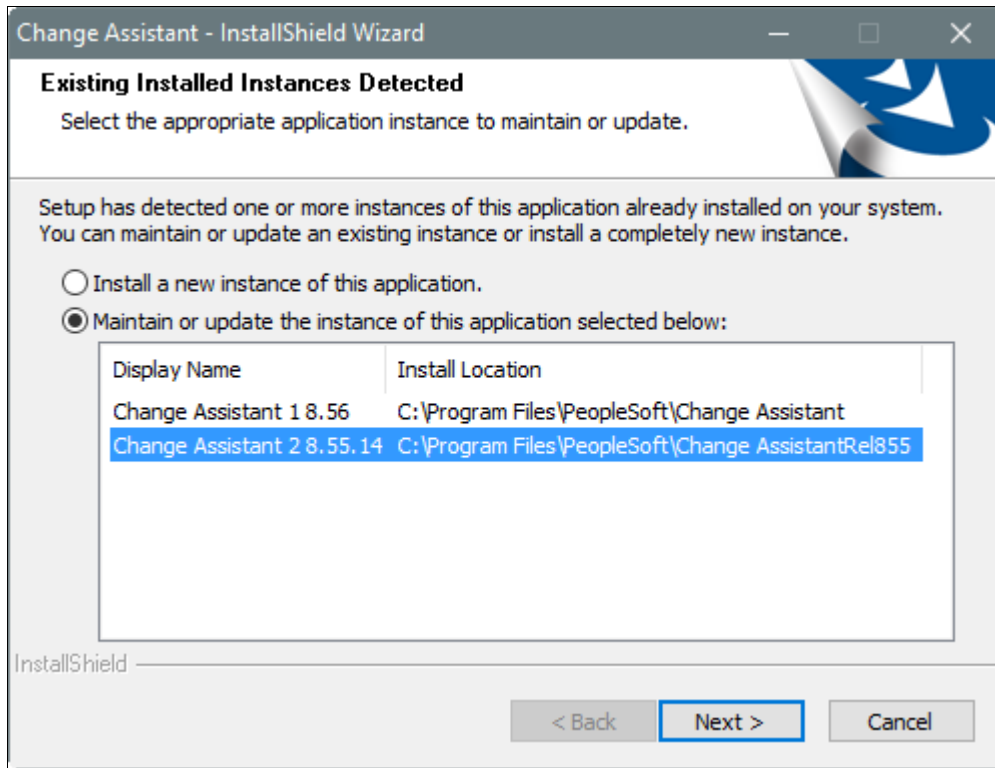 Change Assistant - InstallShield Wizard
Existing Installed Instances Detected
Select the appropriate application instance to maintain or update.
Setup has detected one or more instances of this application already installed on your system.
You can maintain or update an existing instance or install a completely new instance.
Install a new instance of this application.
Maintain or update the instance of this application selected below:
Display Name Install Location
Change Assistant 1 8.56 C:\Program Files\PeopleSoft\Change Assistant
Change Assistant 2 8.55.14 C:\Program Files\PeopleSoft\Change AssistantRel855
InstallShield
< Back Next > Cancel